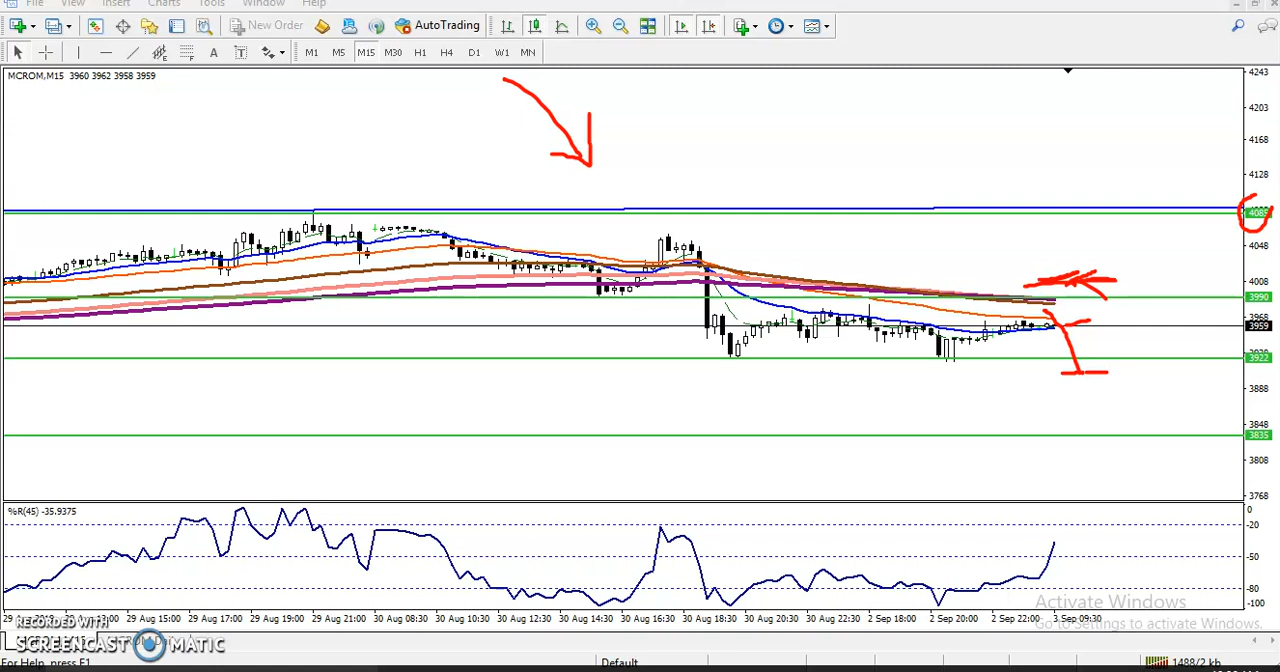 File View Insert Charts Tools Window Help
New Order AutoTrading
A T M1 M5 M15 M30 H1 H4 D1 W1 MN
MCROM,M15 3960 3962 3958 3959
4243
4203
4168
4128
4085
4048
4008
3990
3968
3959
3922
3888
3835
3808
3768
%R(45) -35.9375
0
-20
-50
-80
-100
29 Aug 15:00 29 Aug 17:00 29 Aug 19:00 29 Aug 21:00 30 Aug 08:30 30 Aug 10:30 30 Aug 12:30 30 Aug 14:30 30 Aug 16:30 30 Aug 18:30 30 Aug 20:30 30 Aug 22:30 2 Sep 18:00 2 Sep 20:00 2 Sep 22:00 3 Sep 09:30
Activate Windows
Go to Settings to activate Windows.
RECORDED WITH
SCREENCAST MATIC
For Help, press F1 Default 1488/2 kb